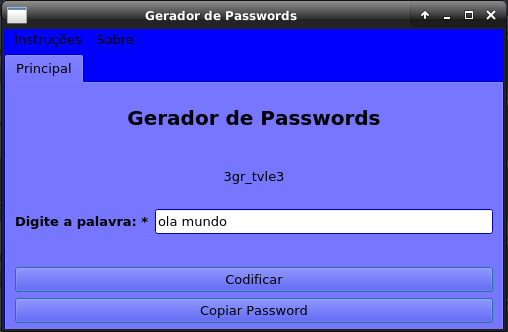 Gerador de Passwords
Instruções Sobre
Principal
Gerador de Passwords
3gr_tvle3
Digite a palavra: * ola mundo
Codificar
Copiar Password